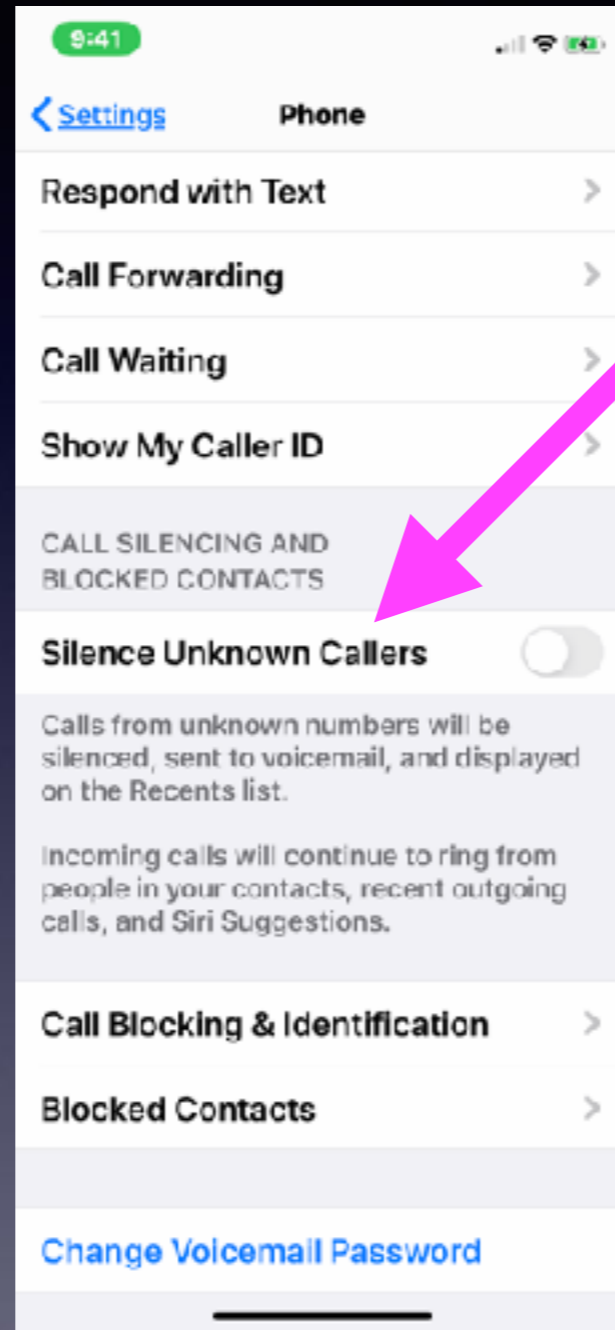 9:41
Settings
Phone
Respond with Text
Call Forwarding
Call Waiting
Show My Caller ID
CALL SILENCING AND
BLOCKED CONTACTS
Silence Unknown Callers
Calls from unknown numbers will be
silenced, sent to voicemail, and displayed
on the Recents list.
Incoming calls will continue to ring from
people in your contacts, recent outgoing
calls, and Siri Suggestions.
Call Blocking & Identification
Blocked Contacts
Change Voicemail Password